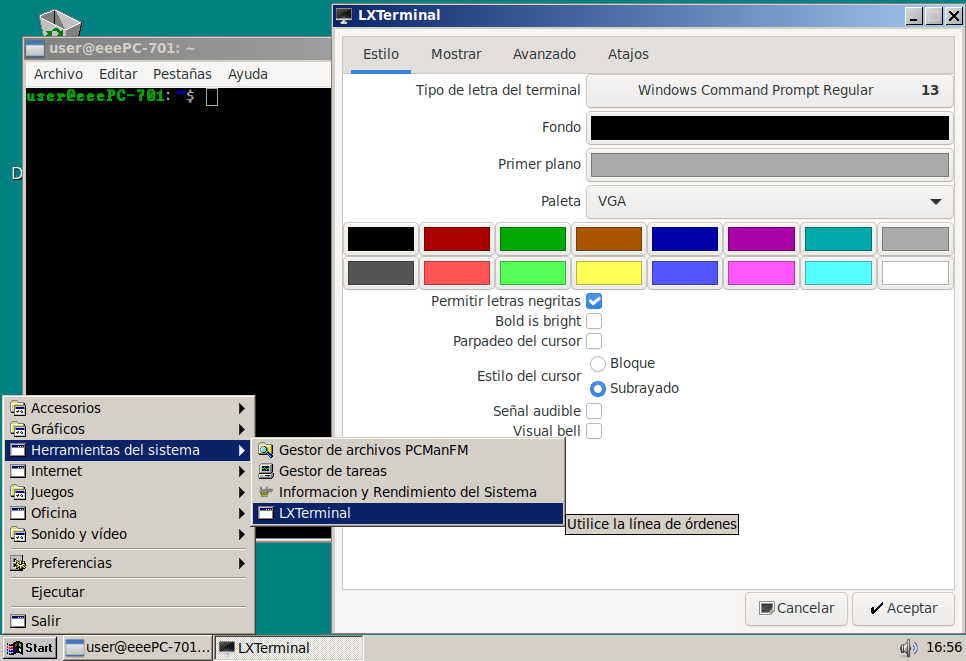 LXTerminal
user@eeePC-701: ~
Archivo Editar Pestañas Ayuda
user@eeePC-701: ~$
D
Estilo Mostrar Avanzado Atajos
Tipo de letra del terminal Windows Command Prompt Regular 13
Fondo
Primer plano
Paleta VGA
Permitir letras negritas
Bold is bright
Parpadeo del cursor
Estilo del cursor
Bloque
Subrayado
Señal audible
Visual bell
Accesorios
Gráficos
Herramientas del sistema
Internet
Juegos
Oficina
Sonido y vídeo
Preferencias
Ejecutar
Salir
Gestor de archivos PCManFM
Gestor de tareas
Informacion y Rendimiento del Sistema
LXTerminal
Utilice la línea de órdenes
Cancelar Aceptar
Start user@eeePC-701... LXTerminal 16:56